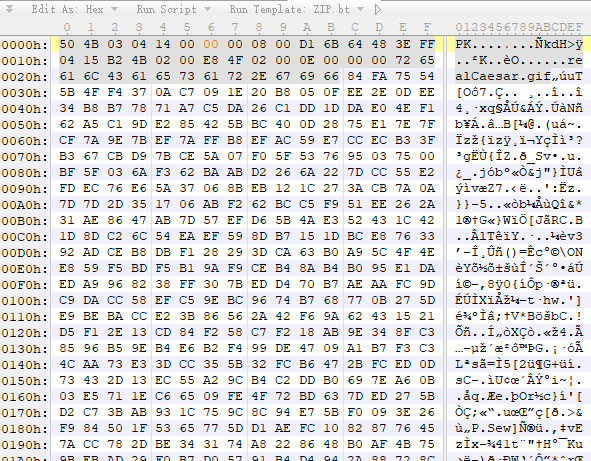 Edit As: Hex Run Script Run Template: ZIP.bt
0 1 2 3 4 5 6 7 8 9 A B C D E F 0123456789ABCDEF
0000h: 50 4B 03 04 14 00 00 00 08 00 D1 6B 64 48 3E FF PK.......ÑkdH>ÿ
0010h: 04 15 B2 4B 02 00 E8 4F 02 00 0E 00 00 00 72 65 ..²K..èO......re
0020h: 61 6C 43 61 65 73 61 72 2E 67 69 66 84 FA 75 54 alCaesar.gif„úuT
0030h: 5B 4F F4 37 0A C7 09 1E 20 B8 05 0F EE 2E 0D EE [Oô7.Ç.. ¸..î..î
0040h: 34 B8 B7 78 71 A7 C5 DA 26 C1 DD 1D DA E0 4E F1 4¸·xq§ÅÚ&ÁÝ.ÚàNñ
0050h: 62 A5 C1 9D E2 85 42 5B BC 40 0D 28 75 E1 7E 7F b¥Á.â…B[¼@.(uá~.
0060h: CF 7A 9E 7B EF 7A FF B8 EF AC 59 E7 CC EC B3 3F Ïzž{ïzÿ¸ï¬YçÌì³?
0070h: B3 67 CB D9 7B CE 5A 07 F0 5F 53 76 95 03 75 00 ³gËÙ{ÎZ.ð_Sv•.u.
0080h: BF 5F 03 6A F3 62 BA AB D2 26 6A 22 7D CC 55 E2 ¿_.jóbº«Ò&j"}ÌUâ
0090h: FD EC 76 E6 5A 37 06 8B EB 12 1C 27 3A CB 7A 0A ýìvæZ7.‹ë..':Ëz.
00A0h: 7D 7D 2D 35 17 06 AB F2 62 BC C5 F9 51 EE 26 2A }}-5..«òb¼ÅùQî&*
00B0h: 31 AE 86 47 AB 7D 57 EF D6 5B 4A E3 52 43 1C 42 1®†G«}WïÖ[JãRC.B
00C0h: 1D 8D C2 6C 54 EA EF 59 8D B7 15 1D BC E8 76 33 ..ÂlTêïY.·..¼èv3
00D0h: 92 AD CE B8 DB F1 28 29 3D CA 63 B0 A9 5C 4F 4E ’-Î¸Ûñ()=Êc°©\ON
00E0h: E8 59 F5 BD F5 B1 9A F9 CE B4 8A B4 B0 95 E1 DA èYõ½õ±šùÎ´Š´°•áÚ
00F0h: ED A9 96 82 38 FF 30 7B ED D4 70 B7 AE AA FC 9D í©–‚8ÿ0{íÔp·®ªü.
0100h: C9 DA CC 58 EF C5 9E BC 96 74 B7 68 77 0B 27 5D ÉÚÌXïÅž¼–t·hw.']
0110h: E9 BE BA CC E2 3B 86 56 2A 42 F6 9A 62 43 15 21 é¾ºÌâ;†V*BöšbC.!
0120h: D5 F1 2E 13 CD 84 F2 58 C7 F2 18 AB 9E 34 8F C3 Õñ..Í„òXÇò.«ž4.Ã
0130h: 85 96 B5 9E B4 E6 B2 F4 99 DE 47 09 A1 B7 F3 C3 …–µž´æ²ô™ÞG.¡·óÃ
0140h: 4C AA 73 E3 3D CC 35 5B 32 FC B6 47 2B FC ED 0D Lªsã=Ì5[2ü¶G+üí.
0150h: 73 43 2D 13 EC 55 A2 9C B4 C2 DD B0 69 7E A6 0B sC-.ìU¢œ´ÂÝ°i~¦.
0160h: 03 E5 71 1E C6 65 09 FE 4F 72 BD 63 7D ED 27 5B .åq.Æe.þOr½c}í'[
0170h: D2 C7 3B AB 93 1C 75 9C 8C 94 E7 5B F0 09 3E 26 ÒÇ;«“.uœŒ”ç[ð.>&
0180h: F9 84 50 1F 53 65 77 5D D1 AE FC 10 82 87 76 45 ù„P.Sew]Ñ®ü.‚‡vE
0190h: 7A CC 78 2D BE 34 31 74 A8 22 86 48 B0 AF 4B 75 zÌx-¾41t¨"†H°¯Ku